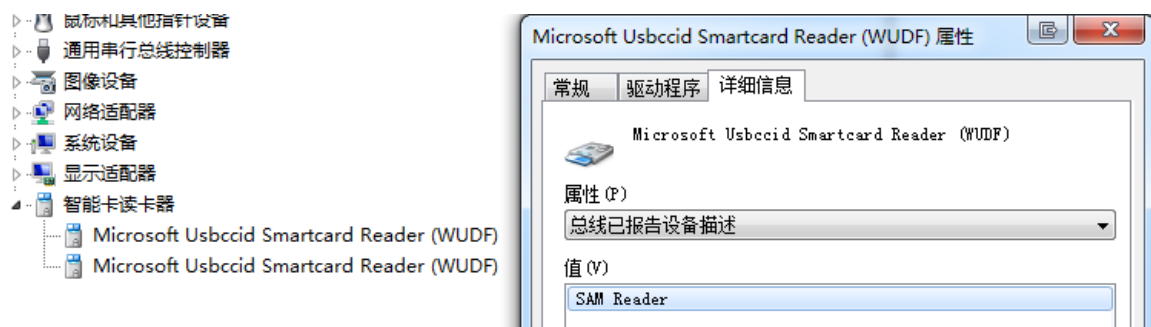 鼠标和其他指针设备
通用串行总线控制器
图像设备
网络适配器
系统设备
显示适配器
智能卡读卡器
Microsoft Usbccid Smartcard Reader (WUDF)
Microsoft Usbccid Smartcard Reader (WUDF)
Microsoft Usbccid Smartcard Reader (WUDF) 属性
常规 驱动程序 详细信息
Microsoft Usbccid Smartcard Reader (WUDF)
属性(P)
总线已报告设备描述
值(V)
SAM Reader